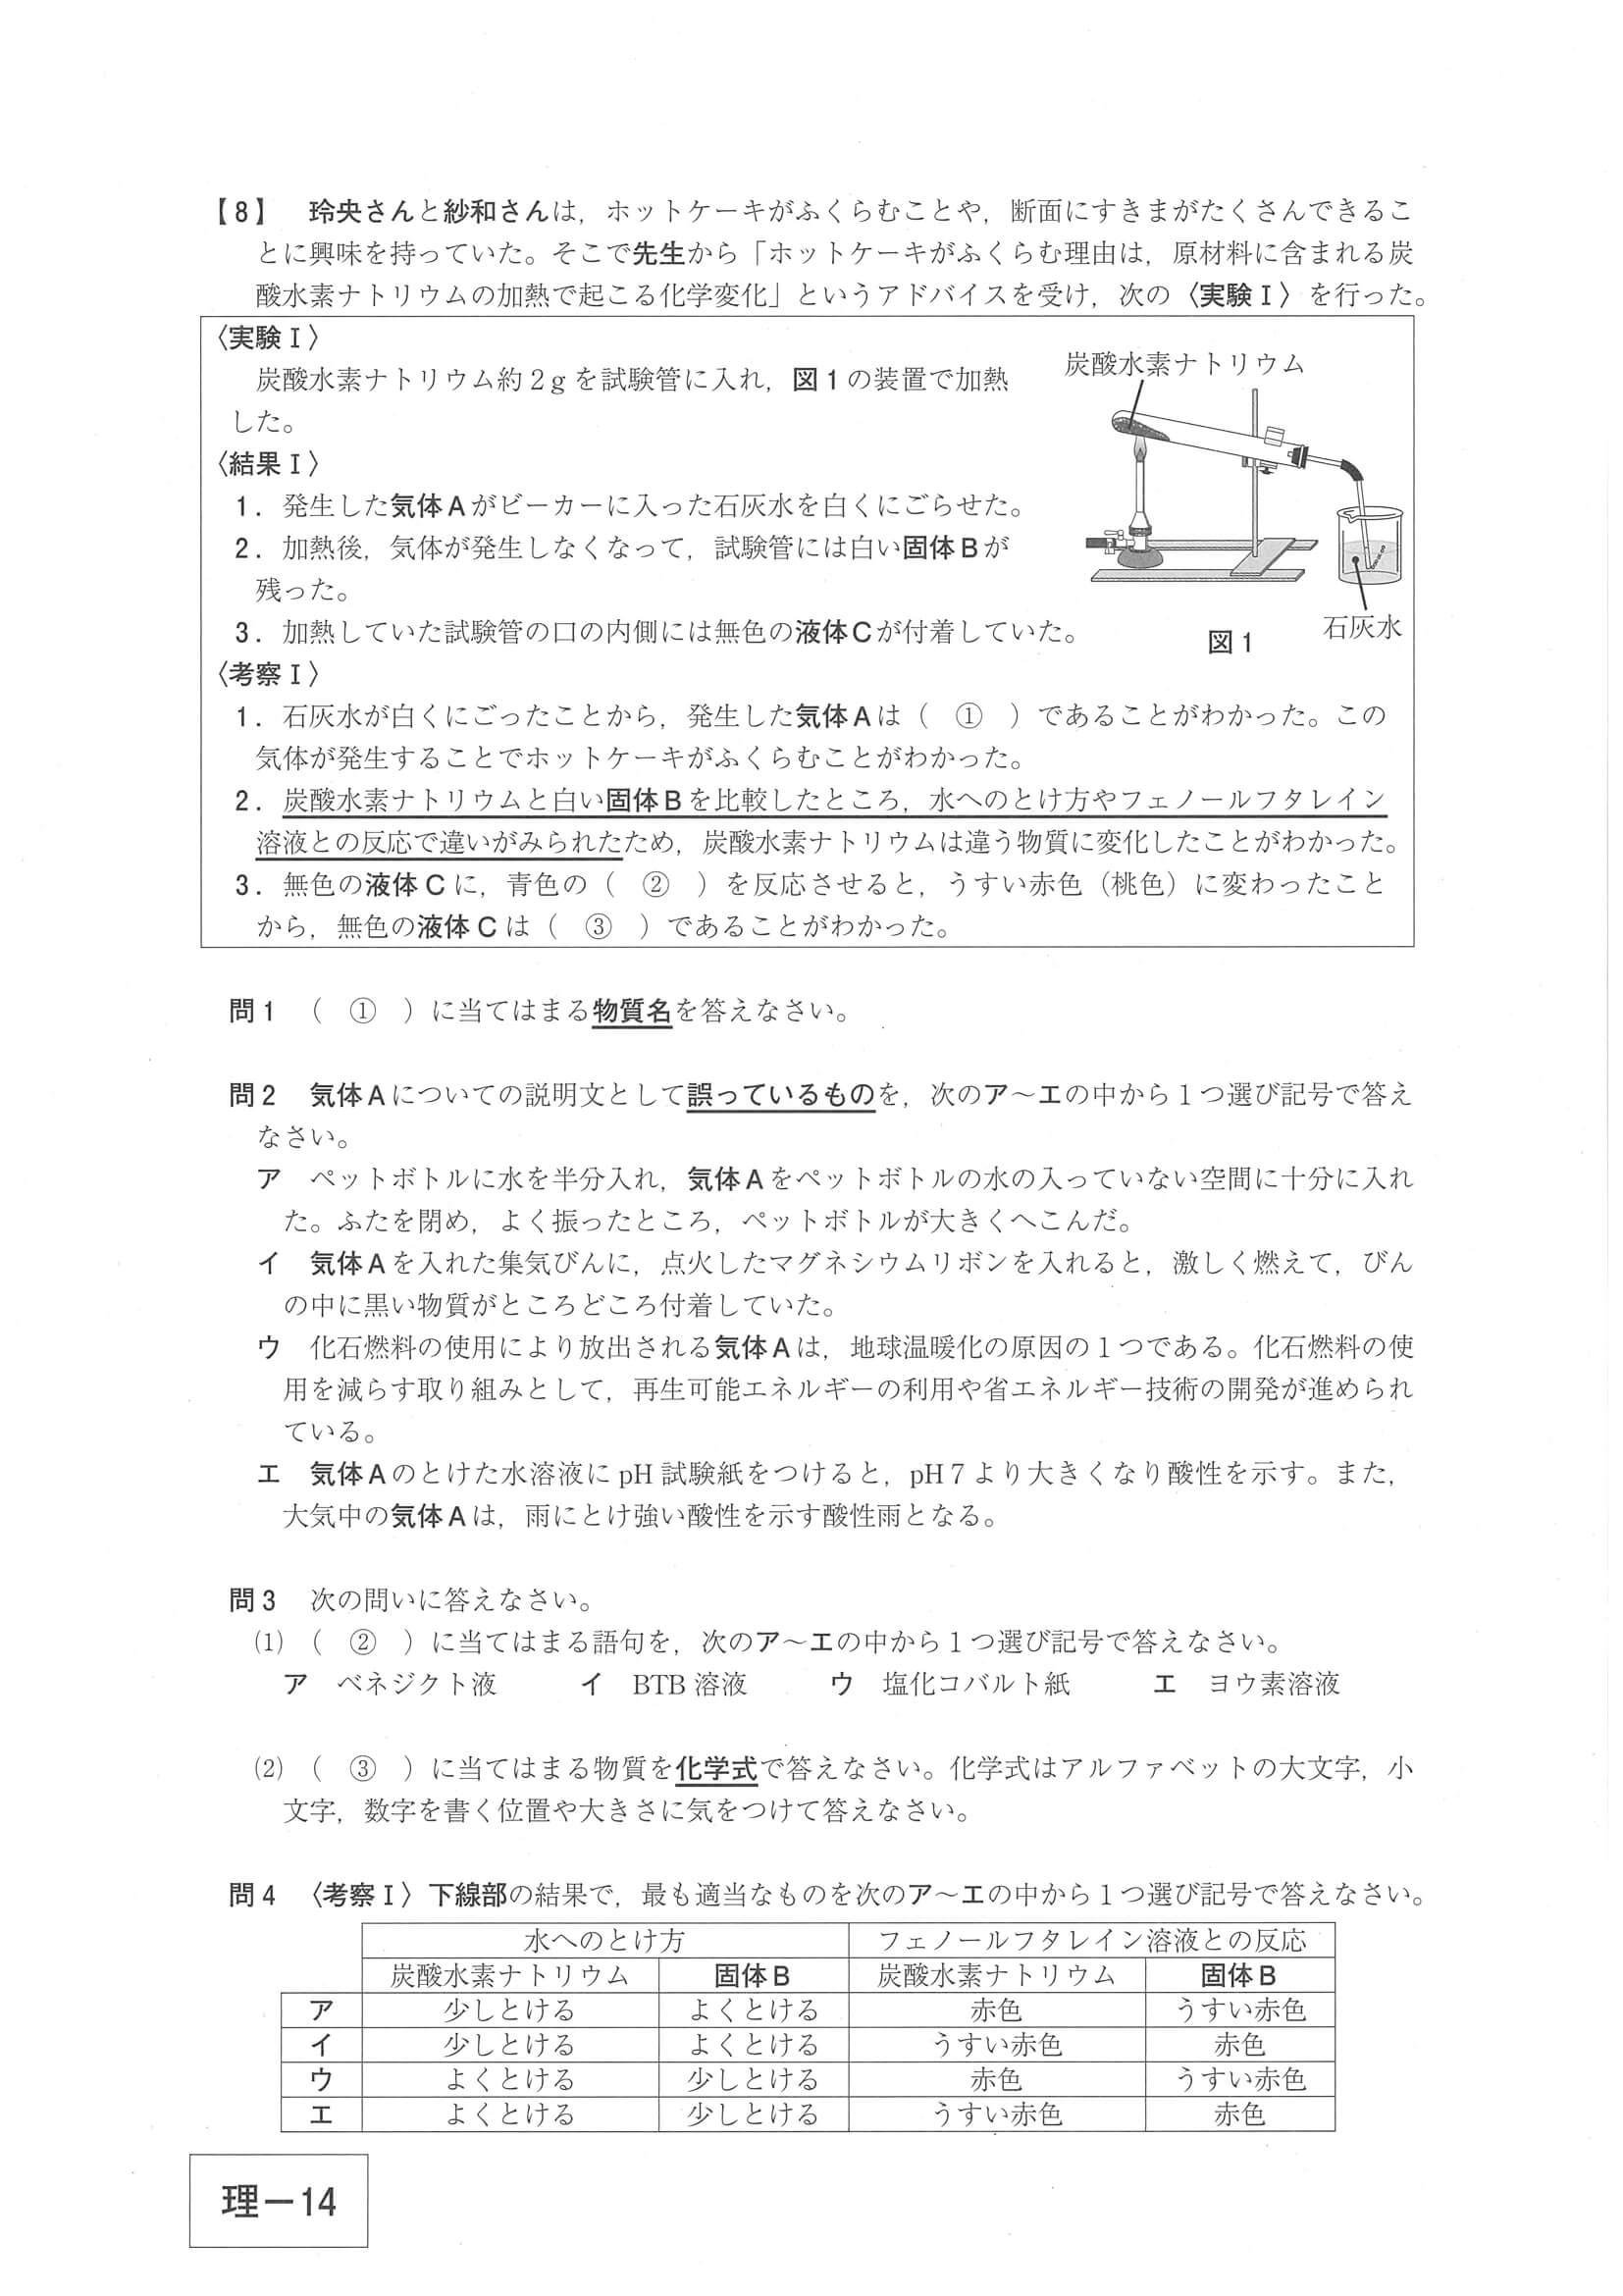 【8】　玲央さんと紗和さんは，ホットケーキがふくらむことや，断面にすきまがたくさんできるこ
とに興味を持っていた。そこで先生から「ホットケーキがふくらむ理由は，原材料に含まれる炭
酸水素ナトリウムの加熱で起こる化学変化」というアドバイスを受け，次の〈実験Ⅰ〉を行った。
〈実験Ⅰ〉
炭酸水素ナトリウム約2gを試験管に入れ，図1の装置で加熱
した。
〈結果Ⅰ〉
1．発生した気体Aがビーカーに入った石灰水を白くにごらせた。
2．加熱後，気体が発生しなくなって，試験管には白い固体Bが
残った。
3．加熱していた試験管の口の内側には無色の液体Cが付着していた。
炭酸水素ナトリウム
石灰水
図1
〈考察Ⅰ〉
1．石灰水が白くにごったことから，発生した気体Aは（　①　）であることがわかった。この
気体が発生することでホットケーキがふくらむことがわかった。
2．炭酸水素ナトリウムと白い固体Bを比較したところ，水へのとけ方やフェノールフタレイン
溶液との反応で違いがみられたため，炭酸水素ナトリウムは違う物質に変化したことがわかった。
3．無色の液体Cに，青色の（　②　）を反応させると，うすい赤色（桃色）に変わったこと
から，無色の液体Cは（　③　）であることがわかった。
問1　（　①　）に当てはまる物質名を答えなさい。
問2　気体Aについての説明文として誤っているものを，次のア～エの中から1つ選び記号で答え
なさい。
ア　ペットボトルに水を半分入れ，気体Aをペットボトルの水の入っていない空間に十分に入れ
た。ふたを閉め，よく振ったところ，ペットボトルが大きくへこんだ。
イ　気体Aを入れた集気びんに，点火したマグネシウムリボンを入れると，激しく燃えて，びん
の中に黒い物質がところどころ付着していた。
ウ　化石燃料の使用により放出される気体Aは，地球温暖化の原因の1つである。化石燃料の使
用を減らす取り組みとして，再生可能エネルギーの利用や省エネルギー技術の開発が進められ
ている。
エ　気体Aのとけた水溶液にpH試験紙をつけると，pH7より大きくなり酸性を示す。また，
大気中の気体Aは，雨にとけ強い酸性を示す酸性雨となる。
問3　次の問いに答えなさい。
⑴　（　②　）に当てはまる語句を，次のア～エの中から1つ選び記号で答えなさい。
ア　ベネジクト液　　　イ　BTB溶液　　　ウ　塩化コバルト紙　　　エ　ヨウ素溶液
⑵　（　③　）に当てはまる物質を化学式で答えなさい。化学式はアルファベットの大文字，小
文字，数字を書く位置や大きさに気をつけて答えなさい。
問4　〈考察Ⅰ〉下線部の結果で，最も適当なものを次のア～エの中から1つ選び記号で答えなさい。
水へのとけ方　フェノールフタレイン溶液との反応
炭酸水素ナトリウム　固体B　炭酸水素ナトリウム　固体B
ア　少しとける　よくとける　赤色　うすい赤色
イ　少しとける　よくとける　うすい赤色　赤色
ウ　よくとける　少しとける　赤色　うすい赤色
エ　よくとける　少しとける　うすい赤色　赤色
理－14